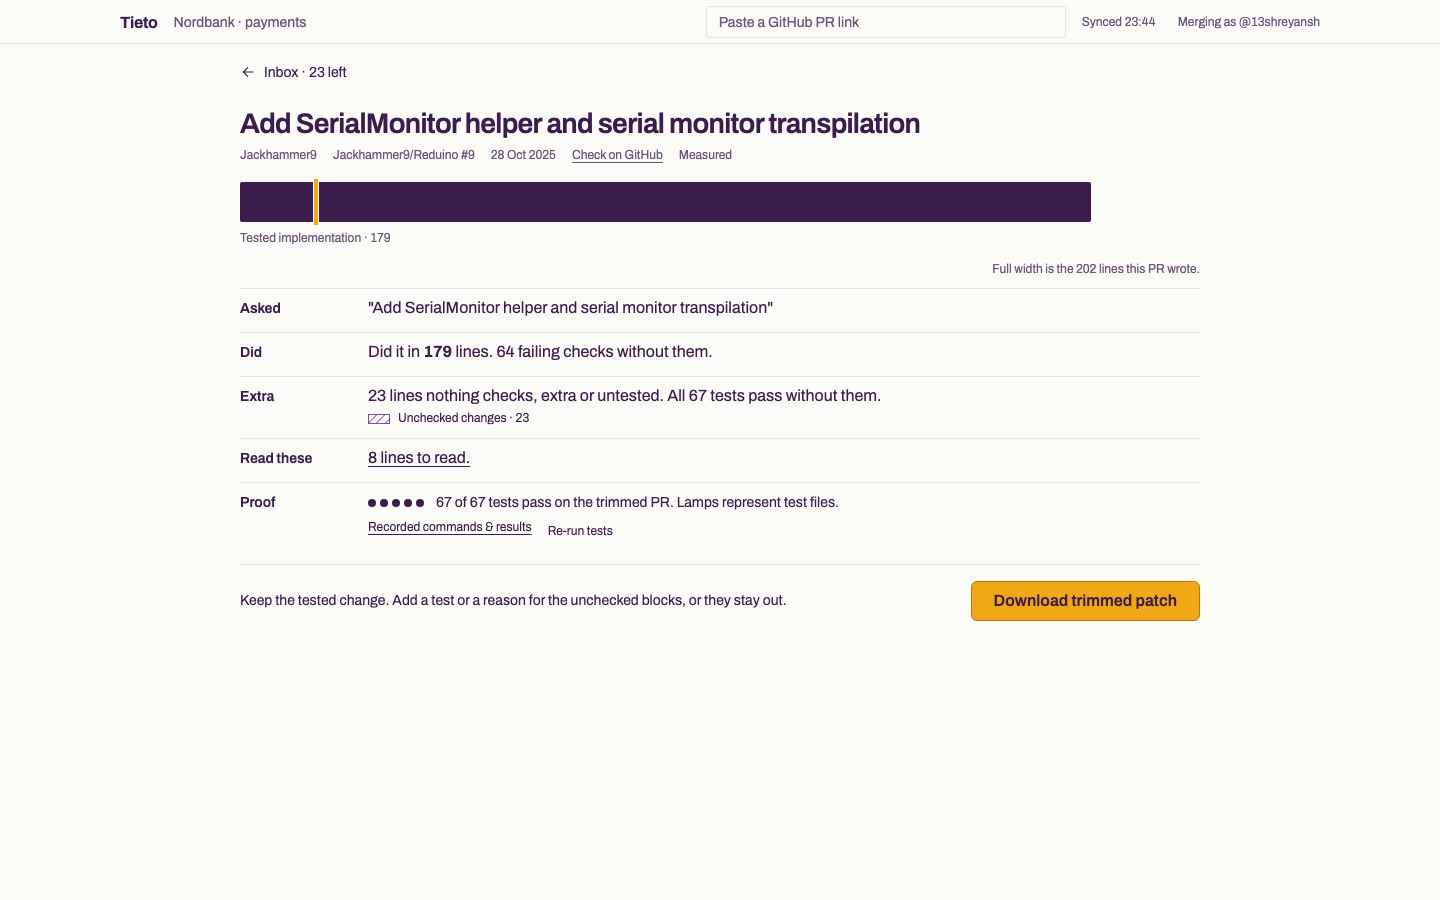 Tieto Nordbank · payments Paste a GitHub PR link Synced 23:44 Merging as @13shreyansh
← Inbox · 23 left
Add SerialMonitor helper and serial monitor transpilation
Jackhammer9 Jackhammer9/Reduino #9 28 Oct 2025 Check on GitHub Measured
Tested implementation · 179
Full width is the 202 lines this PR wrote.
Asked "Add SerialMonitor helper and serial monitor transpilation"
Did Did it in 179 lines. 64 failing checks without them.
Extra 23 lines nothing checks, extra or untested. All 67 tests pass without them.
Unchecked changes · 23
Read these 8 lines to read.
Proof 67 of 67 tests pass on the trimmed PR. Lamps represent test files.
Recorded commands & results Re-run tests
Keep the tested change. Add a test or a reason for the unchecked blocks, or they stay out. Download trimmed patch